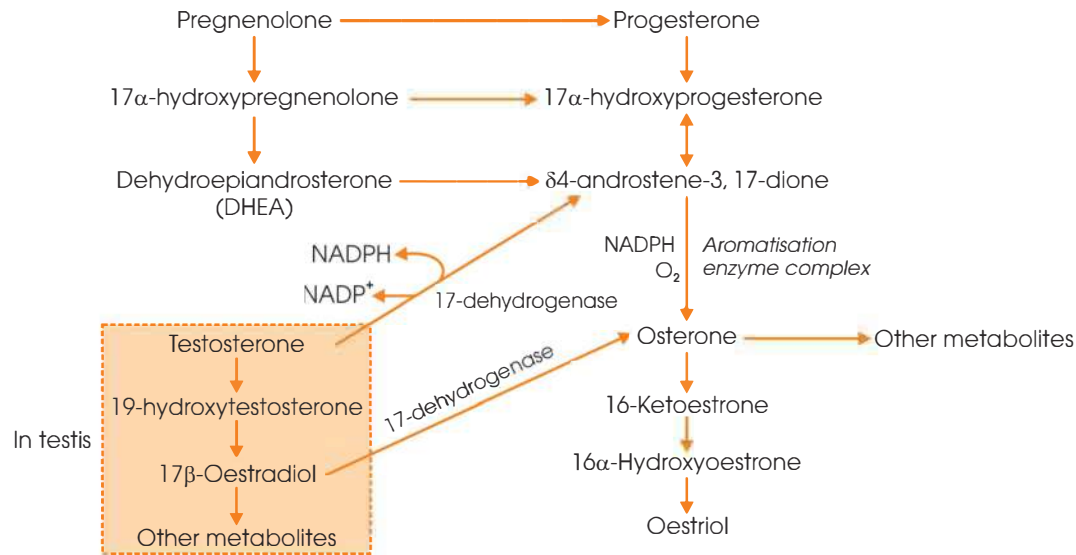 Pregnenolone
Progesterone
17α-hydroxypregnenolone
17α-hydroxyprogesterone
Dehydroepiandrosterone
(DHEA)
δ4-androstene-3, 17-dione
NADPH
NADP⁺
17-dehydrogenase
NADPH
O₂
Aromatisation
enzyme complex
Testosterone
19-hydroxytestosterone
17β-Oestradiol
Other metabolites
In testis
17-dehydrogenase
Osterone
Other metabolites
16-Ketoestrone
16α-Hydroxyoestrone
Oestriol